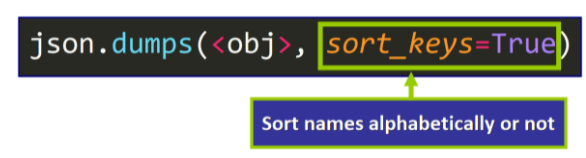 json.dumps(<obj>, sort_keys=True)
Sort names alphabetically or not